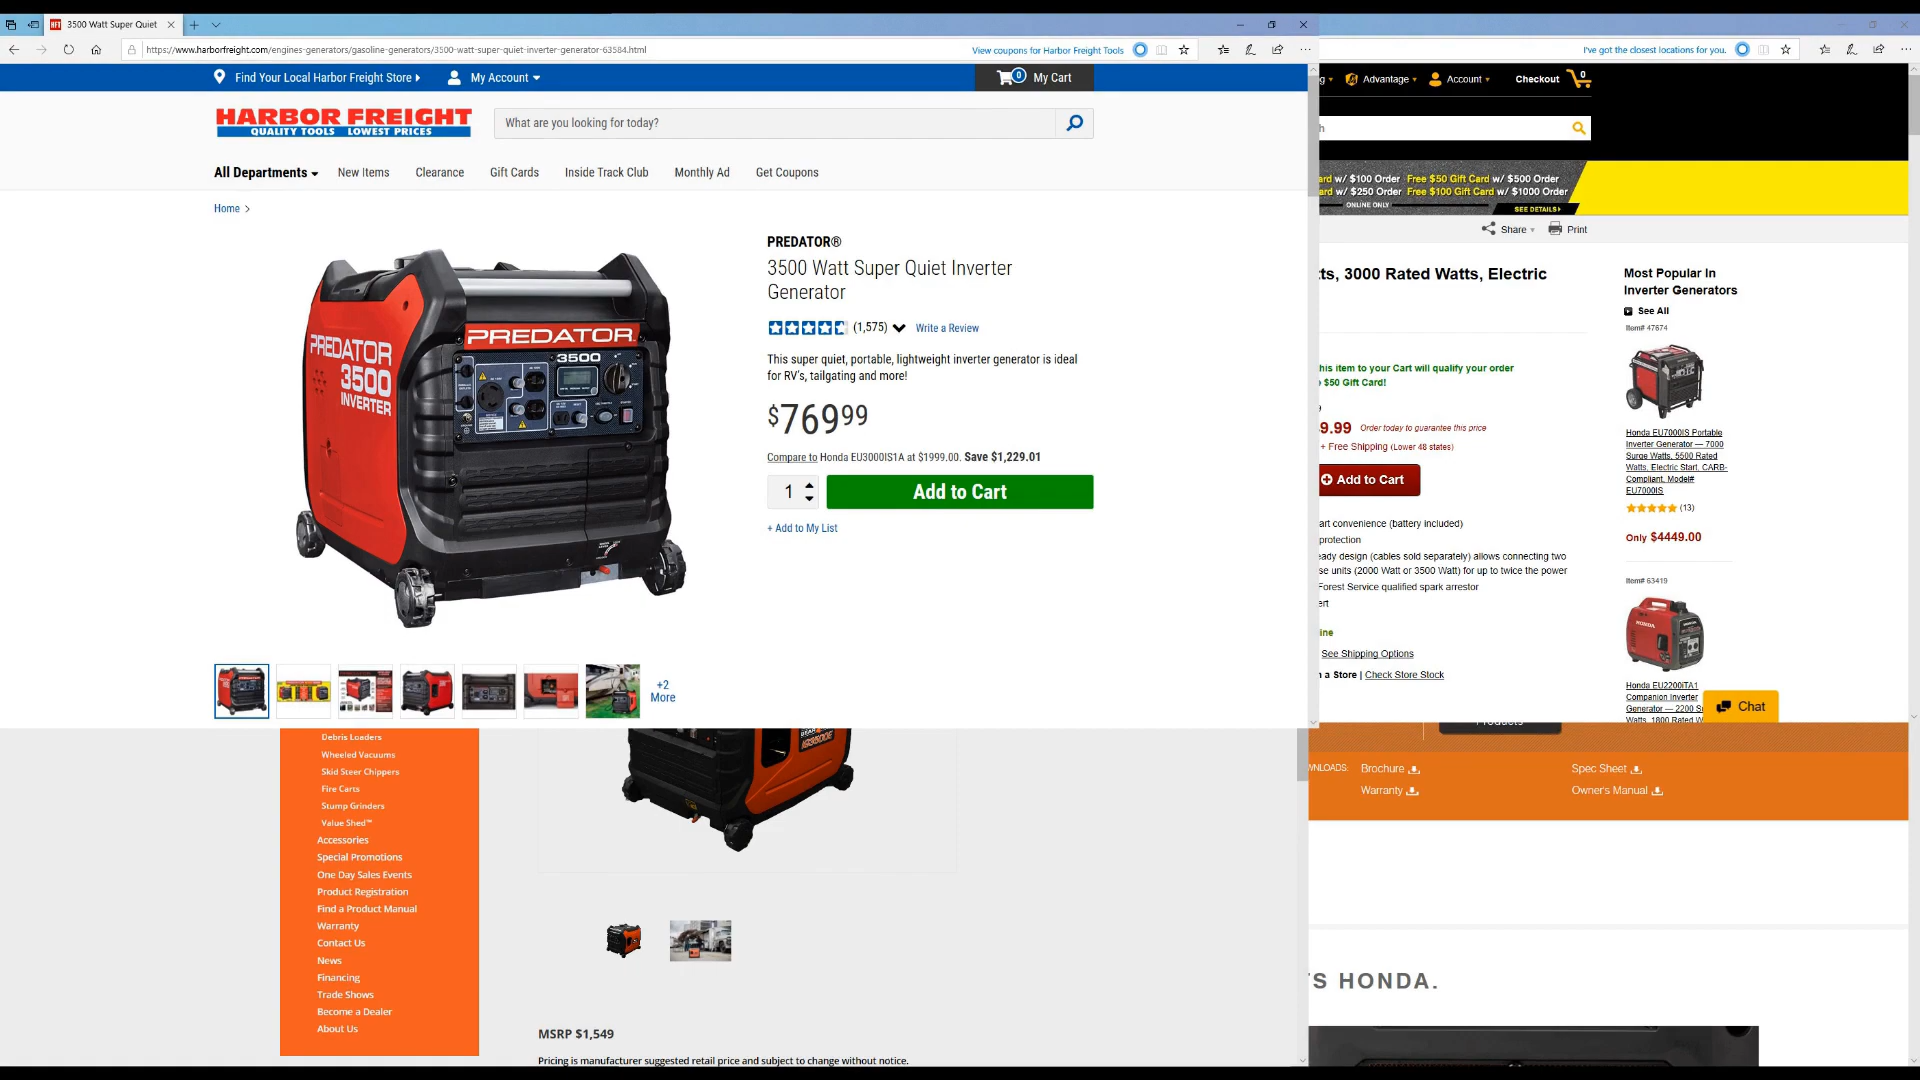 3500 Watt Super Quiet
https://www.harborfreight.com/engines-generators/gasoline-generators/3500-watt-super-quiet-inverter-generator-63584.html
View coupons for Harbor Freight Tools
Find Your Local Harbor Freight Store
My Account
0
My Cart
HARBOR FREIGHT
QUALITY TOOLS LOWEST PRICES
What are you looking for today?
All Departments
New Items
Clearance
Gift Cards
Inside Track Club
Monthly Ad
Get Coupons
Home >
PREDATOR
3500
INVERTER
PREDATOR
3500
PREDATOR®
3500 Watt Super Quiet Inverter
Generator
(1,575)
Write a Review
This super quiet, portable, lightweight inverter generator is ideal
for RV's, tailgating and more!
$769.99
Compare to Honda EU3000IS1A at $1999.00. Save $1,229.01
1
Add to Cart
+ Add to My List
+2
More
I've got the closest locations for you.
Advantage
Account
Checkout
0
w/ $100 Order Free $50 Gift Card w/ $500 Order
w/ $250 Order Free $100 Gift Card w/ $1000 Order
ONLINE ONLY
SEE DETAILS
Share
Print
3000 Rated Watts, Electric
Most Popular In
Inverter Generators
See All
Item# 47674
Honda EU7000IS Portable
Inverter Generator — 7000
Surge Watts, 5500 Rated
Watts, Electric Start, CARB-
Compliant, Model#
EU7000IS
(13)
Only $4449.00
Item# 63419
HONDA
Honda EU2200ITA1
Companion Inverter
Generator — 2200
Watts, 1800 Rated
Chat
his item to your Cart will qualify your order
$50 Gift Card!
9.99 Order today to guarantee this price
+ Free Shipping (Lower 48 states)
Add to Cart
art convenience (battery included)
protection
eady design (cables sold separately) allows connecting two
se units (2000 Watt or 3500 Watt) for up to twice the power
Forest Service qualified spark arrestor
ert
ine
See Shipping Options
n a Store | Check Store Stock
Products
NLOADS:
Brochure
Spec Sheet
Warranty
Owner's Manual
'S HONDA.
Debris Loaders
Wheeled Vacuums
Skid Steer Chippers
Fire Carts
Stump Grinders
Value Shed™
Accessories
Special Promotions
One Day Sales Events
Product Registration
Find a Product Manual
Warranty
Contact Us
News
Financing
Trade Shows
Become a Dealer
About Us
IG3500E
MSRP $1,549
Pricing is manufacturer suggested retail price and subject to change without notice.